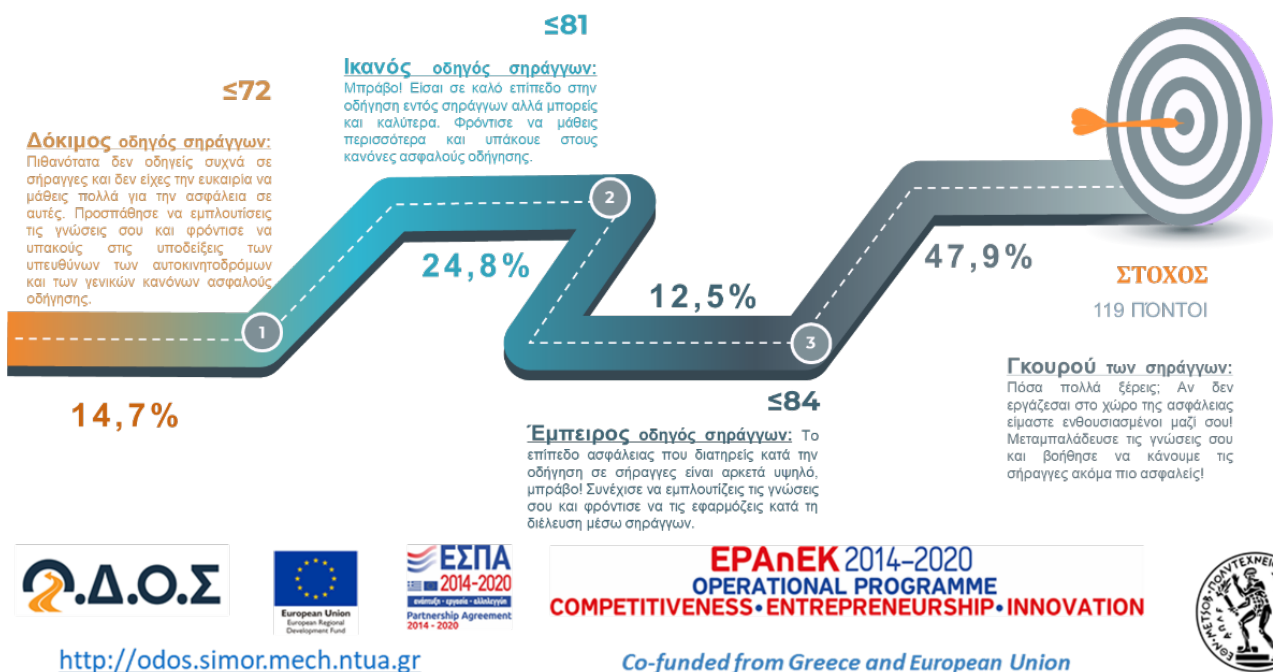 ≤72
Δόκιμος οδηγός σηράγγων:
Πιθανότατα δεν οδηγείς συχνά σε
σήραγγες και δεν είχες την ευκαιρία να
μάθεις πολλά για την ασφάλεια σε
αυτές. Προσπάθησε να εμπλουτίσεις
τις γνώσεις σου και φρόντισε να
υπακούς στις υποδείξεις των
υπευθύνων των αυτοκινητοδρόμων
και των γενικών κανόνων ασφαλούς
οδήγησης.
1
14,7%
≤81
Ικανός οδηγός σηράγγων:
Μπράβο! Είσαι σε καλό επίπεδο στην
οδήγηση εντός σηράγγων αλλά μπορείς
και καλύτερα. Φρόντισε να μάθεις
περισσότερα και υπάκουε στους
κανόνες ασφαλούς οδήγησης.
2
24,8%
12,5%
3
≤84
Έμπειρος οδηγός σηράγγων: Το
επίπεδο ασφάλειας που διατηρείς κατά την
οδήγηση σε σήραγγες είναι αρκετά υψηλό,
μπράβο! Συνέχισε να εμπλουτίζεις τις γνώσεις
σου και φρόντισε να τις εφαρμόζεις κατά τη
διέλευση μέσω σηράγγων.
47,9%
ΣΤΟΧΟΣ
119 ΠΟΝΤΟΙ
Γκουρού των σηράγγων:
Πόσα πολλά ξέρεις; Αν δεν
εργάζεσαι στο χώρο της ασφάλειας
είμαστε ενθουσιασμένοι μαζί σου!
Μεταμπαλάδευσε τις γνώσεις σου
και βοήθησε να κάνουμε τις
σήραγγες ακόμα πιο ασφαλείς!
Ο.Δ.Ο.Σ
European Union
European Regional
Development Fund
ΕΣΠΑ
2014-2020
ανάπτυξη - εργασία - αλληλεγγύη
Partnership Agreement
2014 - 2020
EPAnEK 2014–2020
OPERATIONAL PROGRAMME
COMPETITIVENESS•ENTREPRENEURSHIP•INNOVATION
http://odos.simor.mech.ntua.gr
Co-funded from Greece and European Union